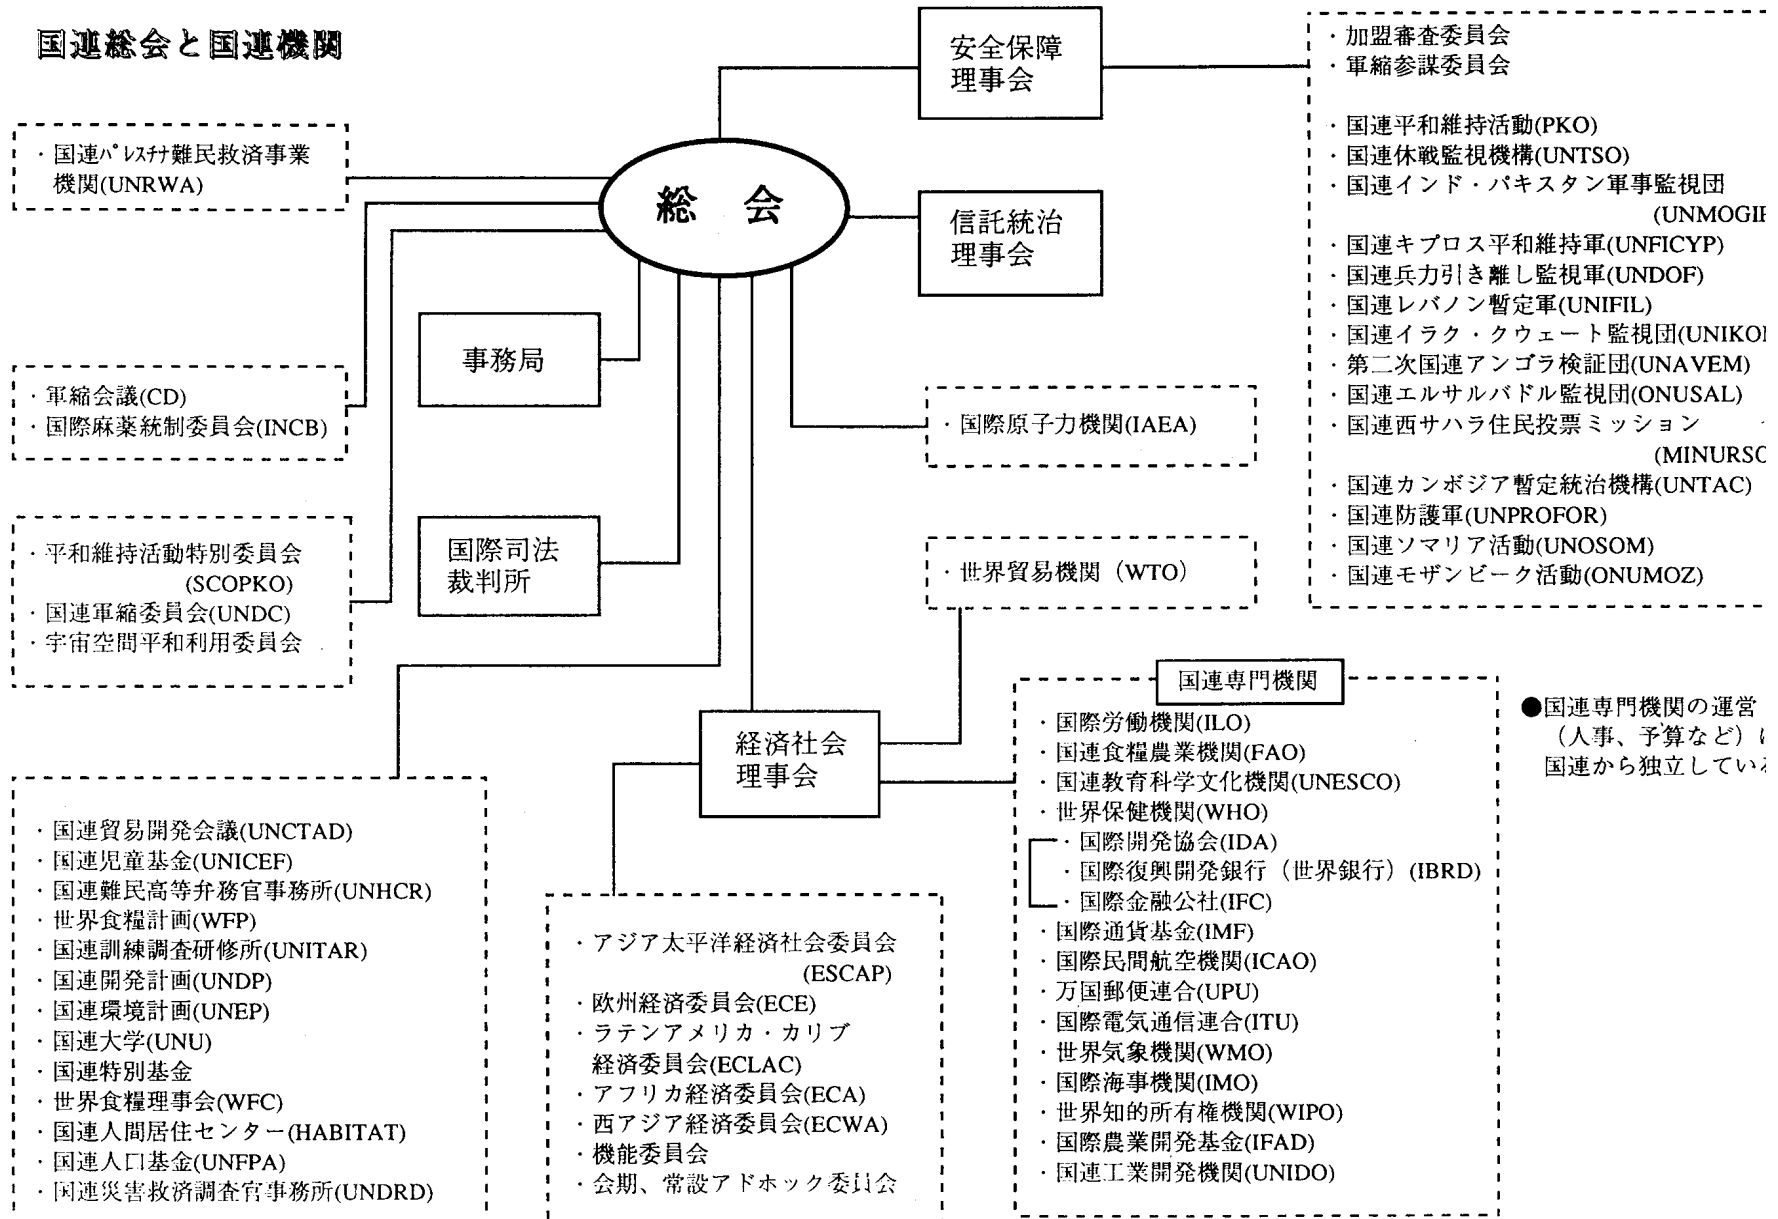 国連総会と国連機関
安全保障
理事会
・加盟審査委員会
・軍縮参謀委員会
・国連平和維持活動(PKO)
・国連休戦監視機構(UNTSO)
・国連インド・パキスタン軍事監視団
(UNMOGIP
・国連キプロス平和維持軍(UNFICYP)
・国連兵力引き離し監視軍(UNDOF)
・国連レバノン暫定軍(UNIFIL)
・国連イラク・クウェート監視団(UNIKOM
・第二次国連アンゴラ検証団(UNAVEM)
・国連エルサルバドル監視団(ONUSAL)
・国連西サハラ住民投票ミッション
(MINURSO
・国連カンボジア暫定統治機構(UNTAC)
・国連防護軍(UNPROFOR)
・国連ソマリア活動(UNOSOM)
・国連モザンビーク活動(ONUMOZ)
・国連ﾊﾟﾚｽﾁﾅ難民救済事業
機関(UNRWA)
総 会
信託統治
理事会
事務局
・軍縮会議(CD)
・国際麻薬統制委員会(INCB)
・国際原子力機関(IAEA)
・平和維持活動特別委員会
(SCOPKO)
・国連軍縮委員会(UNDC)
・宇宙空間平和利用委員会
国際司法
裁判所
・世界貿易機関（WTO）
経済社会
理事会
国連専門機関
・国際労働機関(ILO)
・国連食糧農業機関(FAO)
・国連教育科学文化機関(UNESCO)
・世界保健機関(WHO)
・国際開発協会(IDA)
・国際復興開発銀行（世界銀行）(IBRD)
・国際金融公社(IFC)
・国際通貨基金(IMF)
・国際民間航空機関(ICAO)
・万国郵便連合(UPU)
・国際電気通信連合(ITU)
・世界気象機関(WMO)
・国際海事機関(IMO)
・世界知的所有権機関(WIPO)
・国際農業開発基金(IFAD)
・国連工業開発機関(UNIDO)
●国連専門機関の運営
（人事、予算など）は
国連から独立している
・国連貿易開発会議(UNCTAD)
・国連児童基金(UNICEF)
・国連難民高等弁務官事務所(UNHCR)
・世界食糧計画(WFP)
・国連訓練調査研修所(UNITAR)
・国連開発計画(UNDP)
・国連環境計画(UNEP)
・国連大学(UNU)
・国連特別基金
・世界食糧理事会(WFC)
・国連人間居住センター(HABITAT)
・国連人口基金(UNFPA)
・国連災害救済調査官事務所(UNDRD)
・アジア太平洋経済社会委員会
(ESCAP)
・欧州経済委員会(ECE)
・ラテンアメリカ・カリブ
経済委員会(ECLAC)
・アフリカ経済委員会(ECA)
・西アジア経済委員会(ECWA)
・機能委員会
・会期、常設アドホック委員会